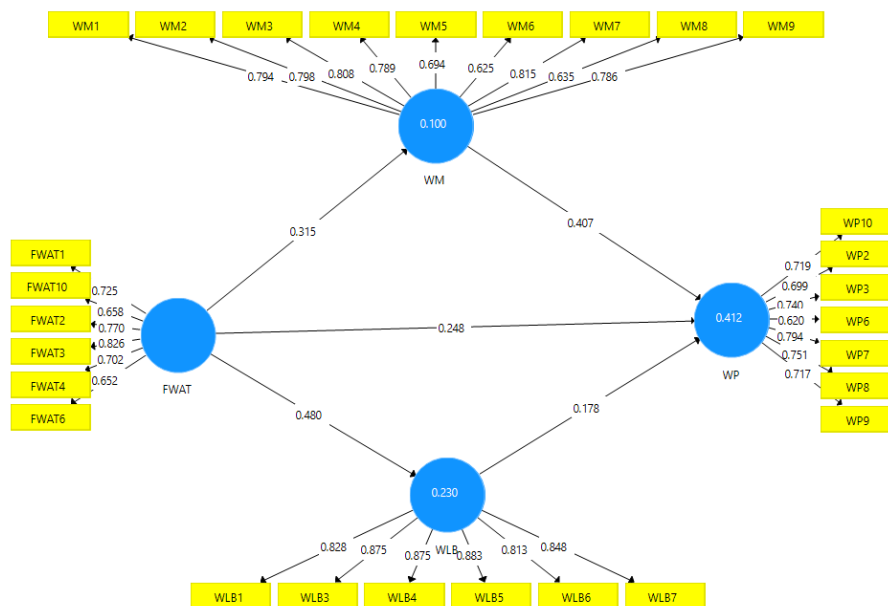 WM1 WM2 WM3 WM4 WM5 WM6 WM7 WM8 WM9
0.794 0.798 0.808 0.789 0.694 0.625 0.815 0.635 0.786
0.100
WM
0.315
0.407
FWAT1
FWAT10
FWAT2
FWAT3
FWAT4
FWAT6
0.725
0.658
0.770
0.826
0.702
0.652
FWAT
0.248
0.412
WP
0.719
0.699
0.740
0.620
0.794
0.751
0.717
WP10
WP2
WP3
WP6
WP7
WP8
WP9
0.480
0.178
0.230
WLB
0.828 0.875 0.875 0.883 0.813 0.848
WLB1 WLB3 WLB4 WLB5 WLB6 WLB7